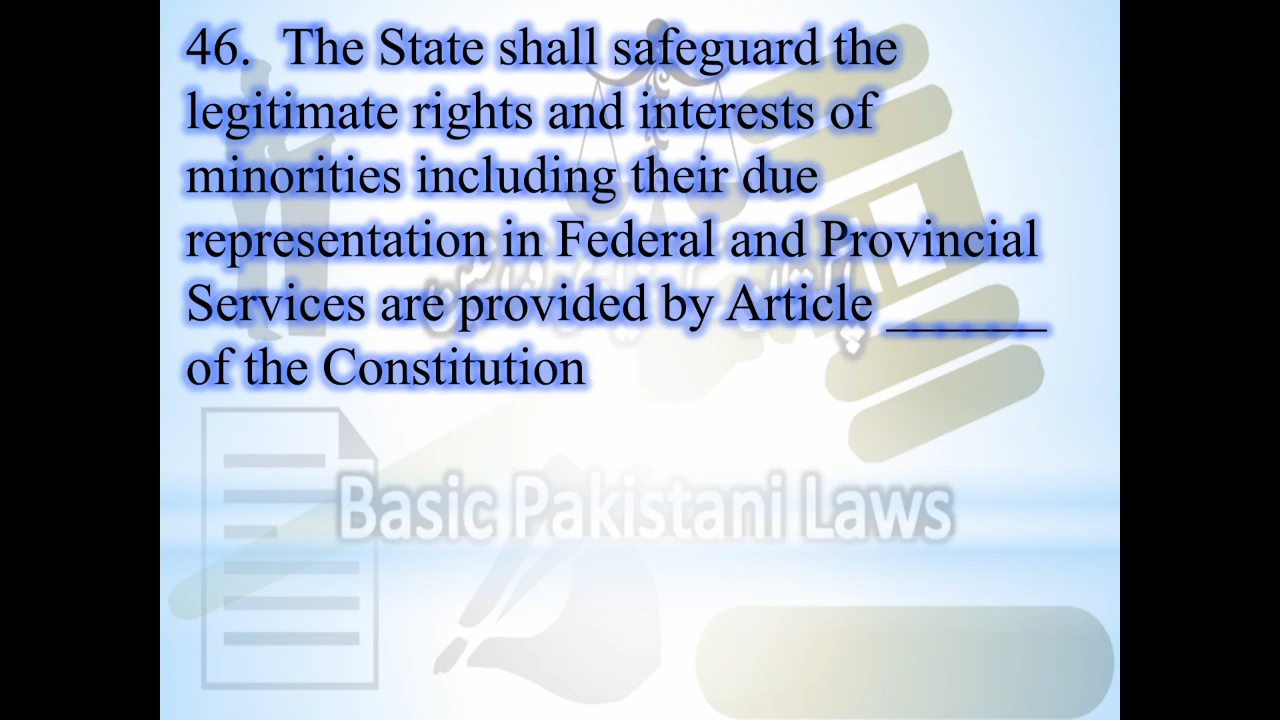 46. The State shall safeguard the
legitimate rights and interests of
minorities including their due
representation in Federal and Provincial
Services are provided by Article ______
of the Constitution
Basic Pakistani Laws